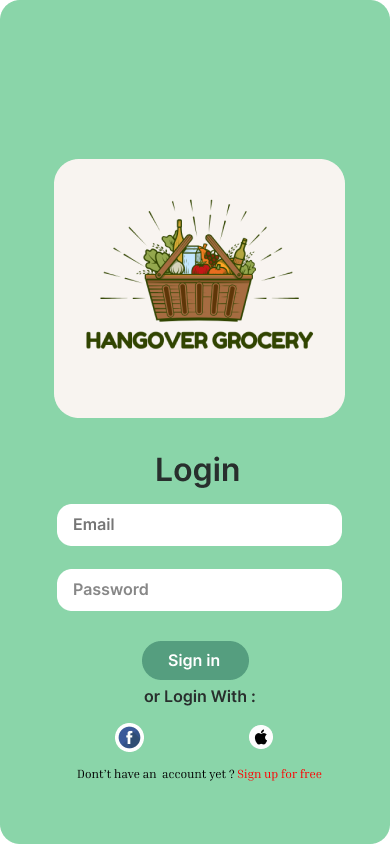 HANGOVER GROCERY
Login
Email
Password
Sign in
or Login With :
Dont't have an account yet ? Sign up for free